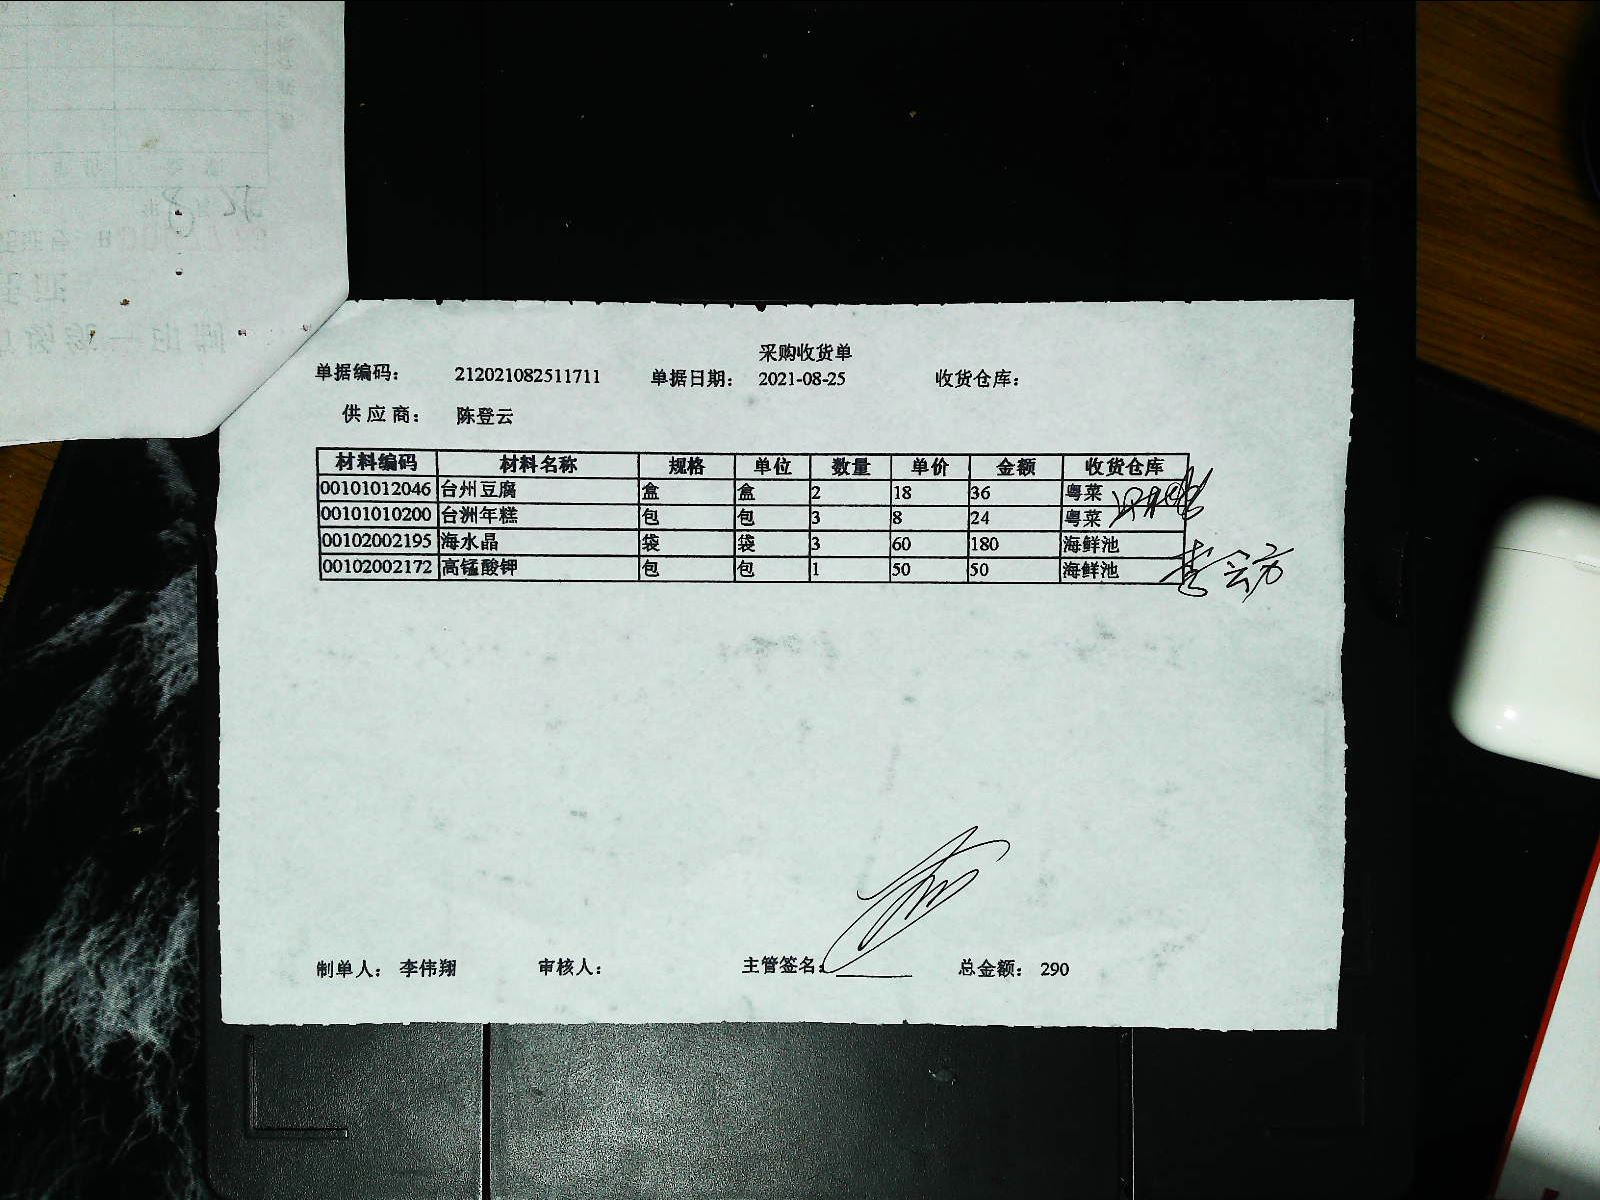 采购收货单
单据编码: 212021082511711 单据日期: 2021-08-25 收货仓库:
供应商: 陈登云
材料编码 材料名称 规格 单位 数量 单价 金额 收货仓库
00101012046 台州豆腐 盒 盒 2 18 36 粤菜
00101010200 台洲年糕 包 包 3 8 24 粤菜
00102002195 海水晶 袋 袋 3 60 180 海鲜池
00102002172 高锰酸钾 包 包 1 50 50 海鲜池
制单人: 李伟翔 审核人: 主管签名: 总金额: 290